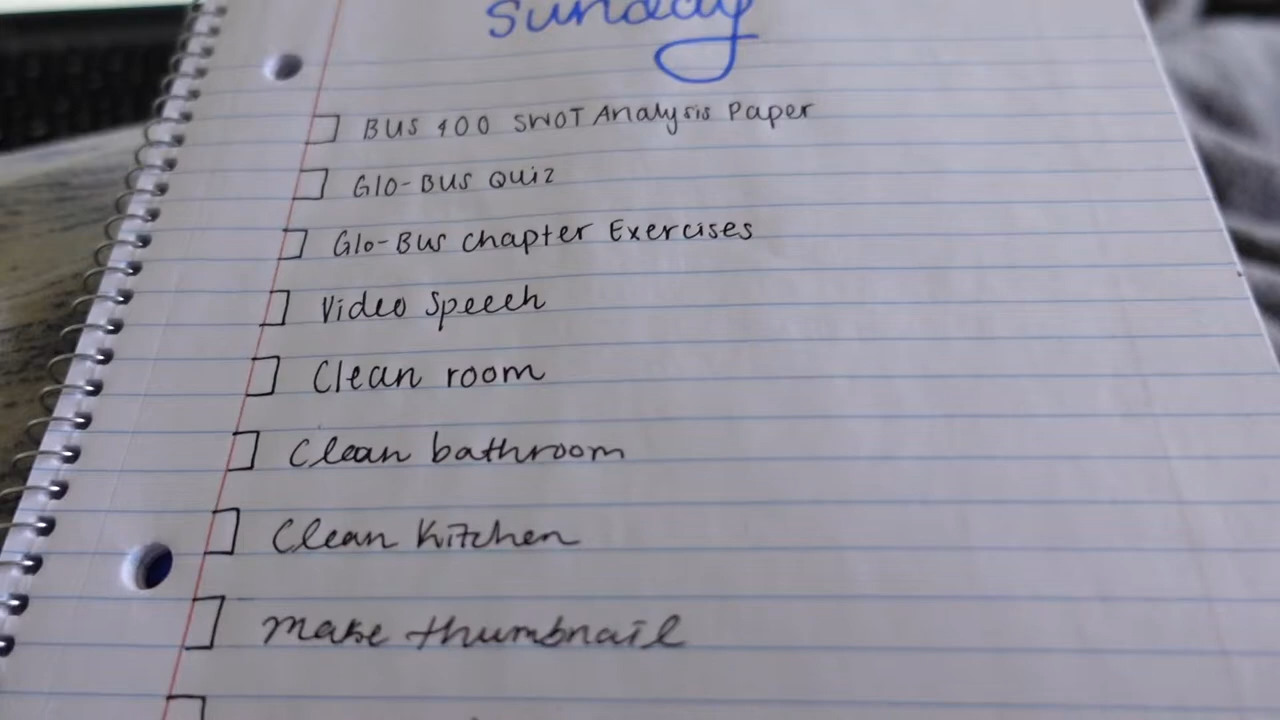 Sunday
BUS 400 SWOT Analysis Paper
Glo-BUS Quiz
Glo-Bus Chapter Exercises
Video Speech
Clean room
Clean bathroom
Clean Kitchen
Make thumbnail